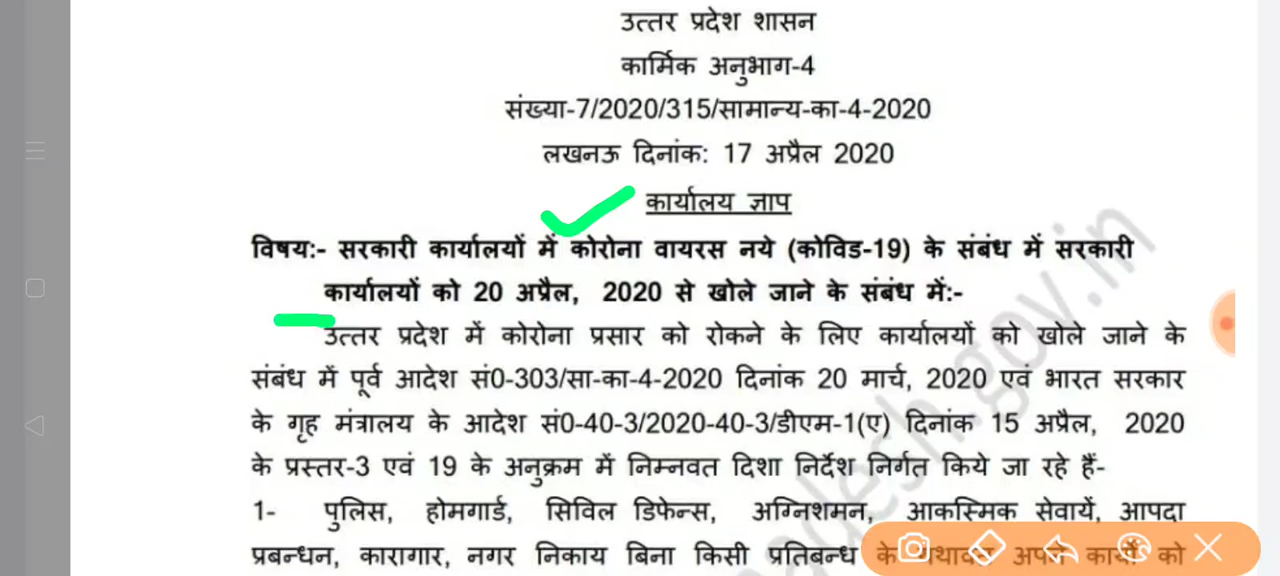 उत्तर प्रदेश शासन
कार्मिक अनुभाग-4
संख्या-7/2020/315/सामान्य-का-4-2020
लखनऊ दिनांक: 17 अप्रैल 2020
कार्यालय ज्ञाप
विषय:- सरकारी कार्यालयों में कोरोना वायरस नये (कोविड-19) के संबंध में सरकारी
कार्यालयों को 20 अप्रैल, 2020 से खोले जाने के संबंध में:-
उत्तर प्रदेश में कोरोना प्रसार को रोकने के लिए कार्यालयों को खोले जाने के
संबंध में पूर्व आदेश सं0-303/सा-का-4-2020 दिनांक 20 मार्च, 2020 एवं भारत सरकार
के गृह मंत्रालय के आदेश सं0-40-3/2020-40-3/डीएम-1(ए) दिनांक 15 अप्रैल, 2020
के प्रस्तर-3 एवं 19 के अनुक्रम में निम्नवत दिशा निर्देश निर्गत किये जा रहे हैं-
1- पुलिस, होमगार्ड, सिविल डिफेन्स, अग्निशमन, आकस्मिक सेवायें, आपदा
प्रबन्धन, कारागार, नगर निकाय बिना किसी प्रतिबन्ध के को
adesh.gov.in